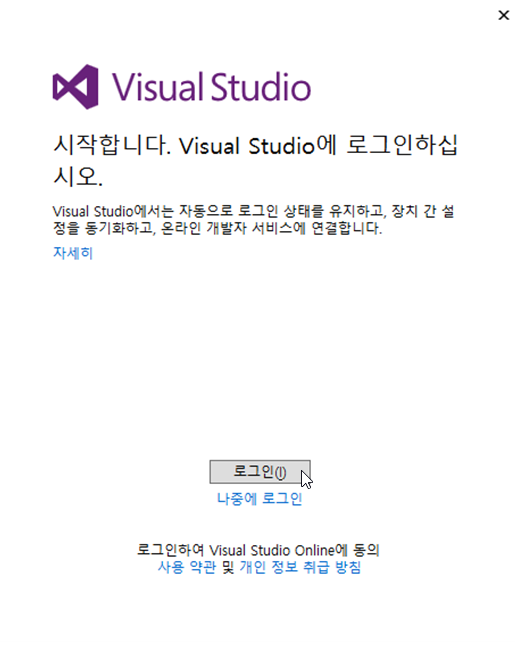 Visual Studio
시작합니다. Visual Studio에 로그인하십
시오.
Visual Studio에서는 자동으로 로그인 상태를 유지하고, 장치 간 설
정을 동기화하고, 온라인 개발자 서비스에 연결합니다.
자세히
로그인(I)
나중에 로그인
로그인하여 Visual Studio Online에 동의
사용 약관 및 개인 정보 취급 방침